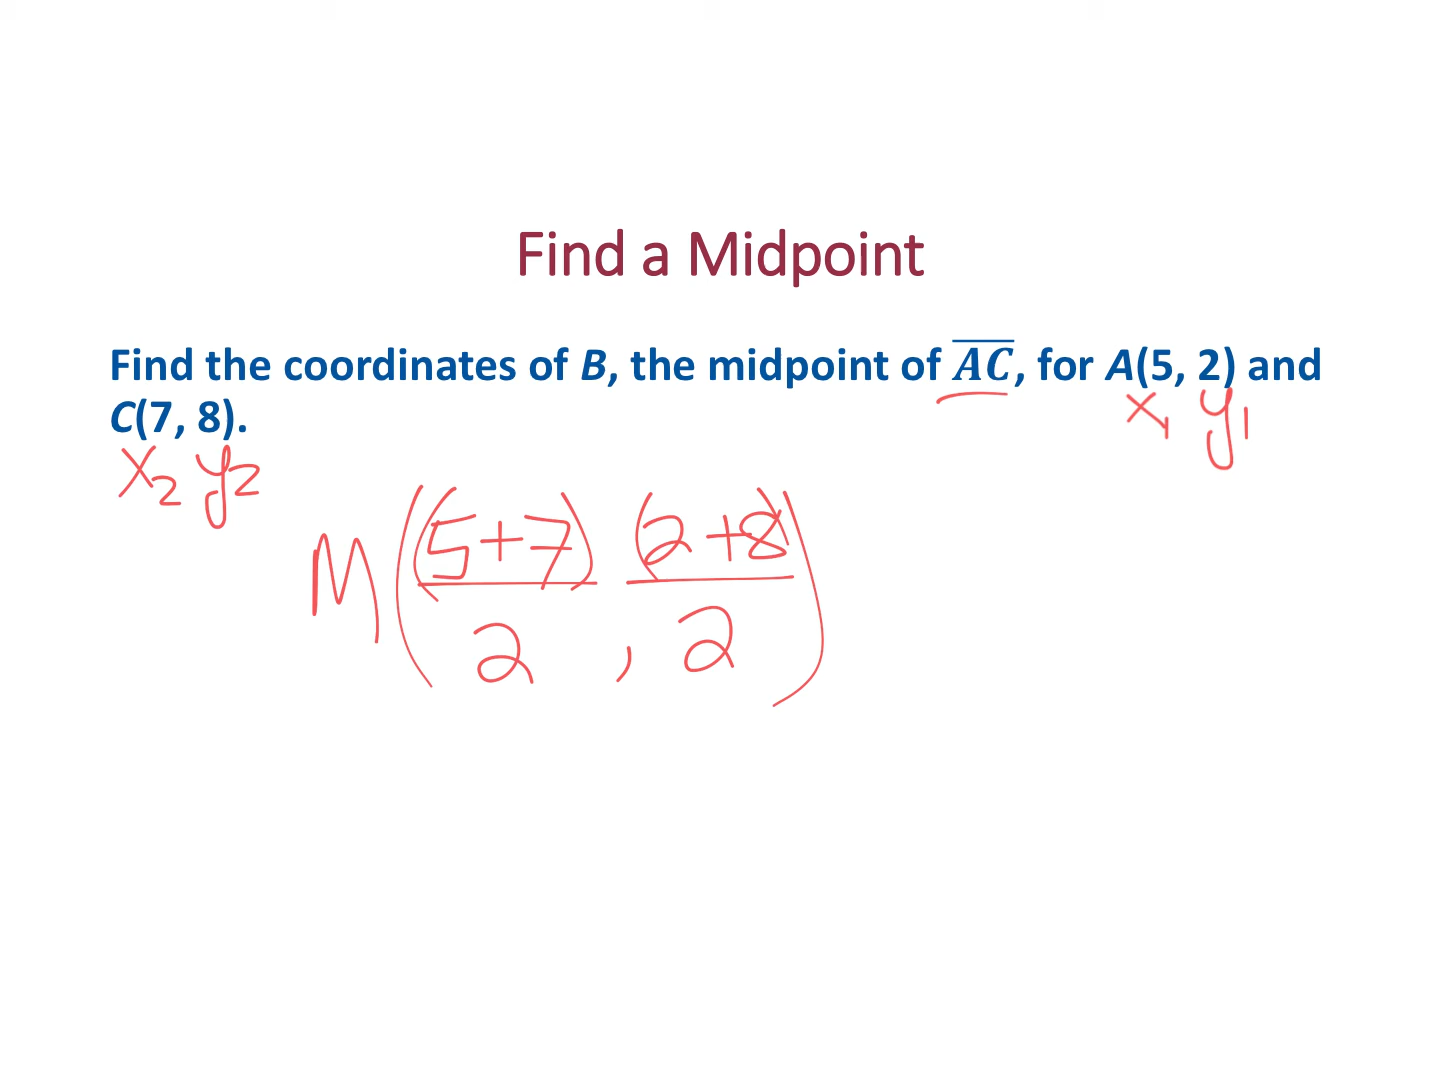 Find a Midpoint
Find the coordinates of B, the midpoint of A̅C̅, for A(5, 2) and
x₁ y₁
C(7, 8).
x₂ y₂
M((5+7)/2, (2+8)/2)